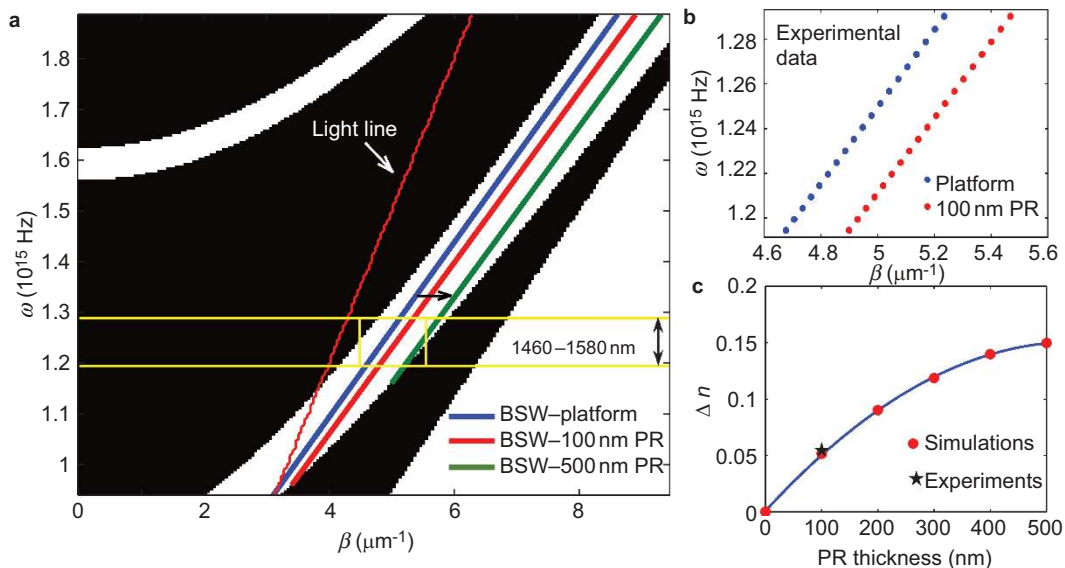 a
ω (10¹⁵ Hz)
1.8
1.7
1.6
1.5
1.4
1.3
1.2
1.1
1
Light line
1460–1580 nm
BSW–platform
BSW–100 nm PR
BSW–500 nm PR
0
2
4
6
8
β (μm⁻¹)
b
Experimental
data
ω (10¹⁵ Hz)
1.28
1.26
1.24
1.22
1.2
Platform
100 nm PR
4.6
4.8
5
5.2
5.4
5.6
β (μm⁻¹)
c
Δ n
0.2
0.15
0.1
0.05
0
Simulations
Experiments
0
100
200
300
400
500
PR thickness (nm)